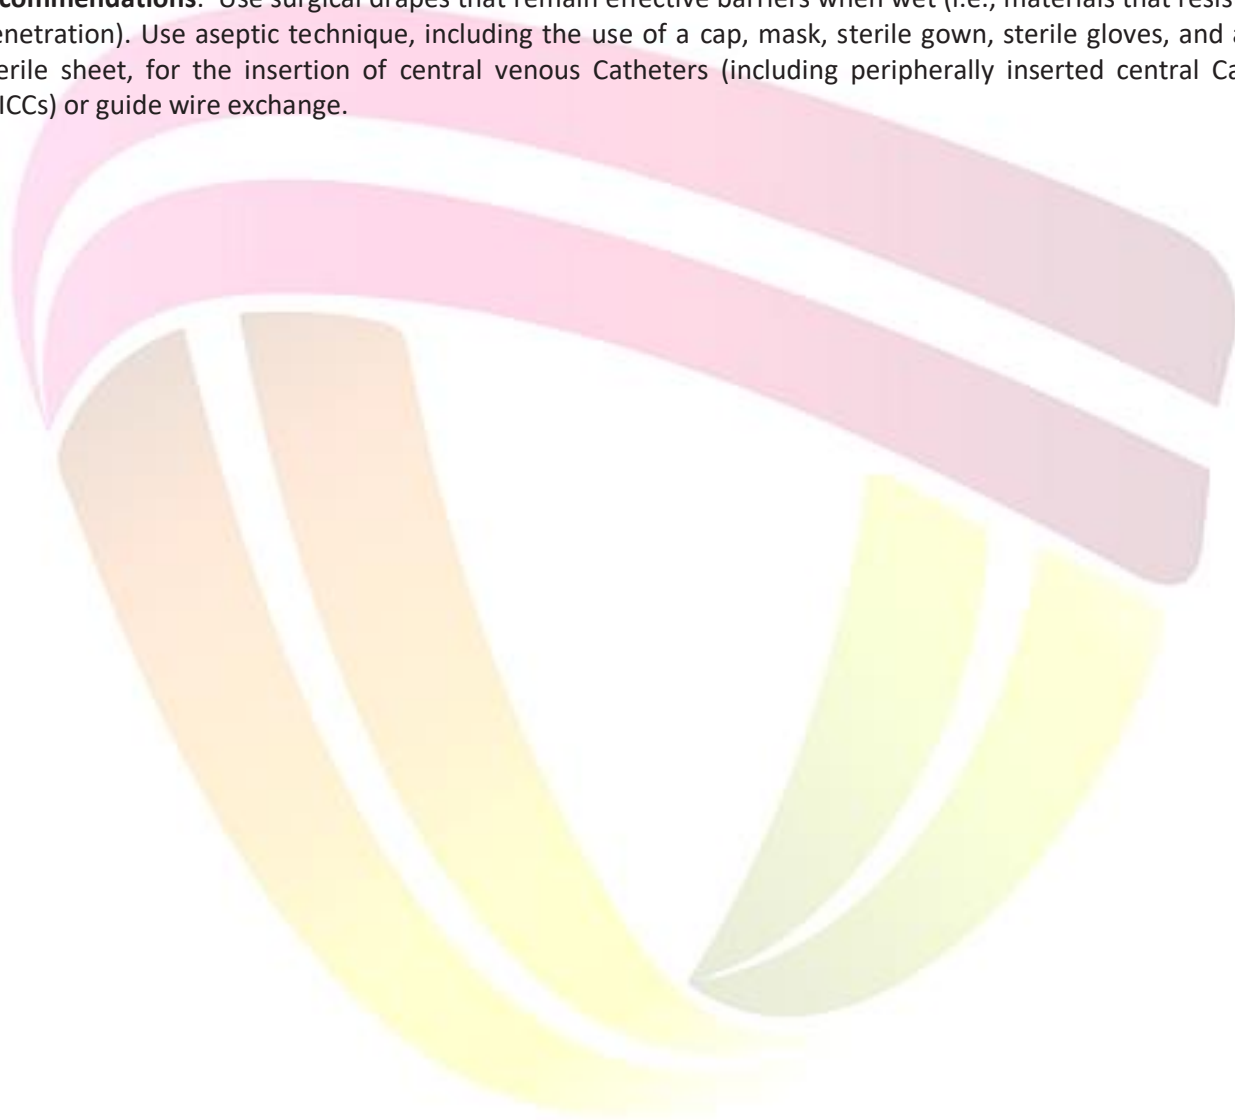 commendations: Use surgical drapes that remain effective barriers when wet (i.e., materials that resist
enetration). Use aseptic technique, including the use of a cap, mask, sterile gown, sterile gloves, and a
erile sheet, for the insertion of central venous Catheters (including peripherally inserted central Ca
ICCs) or guide wire exchange.